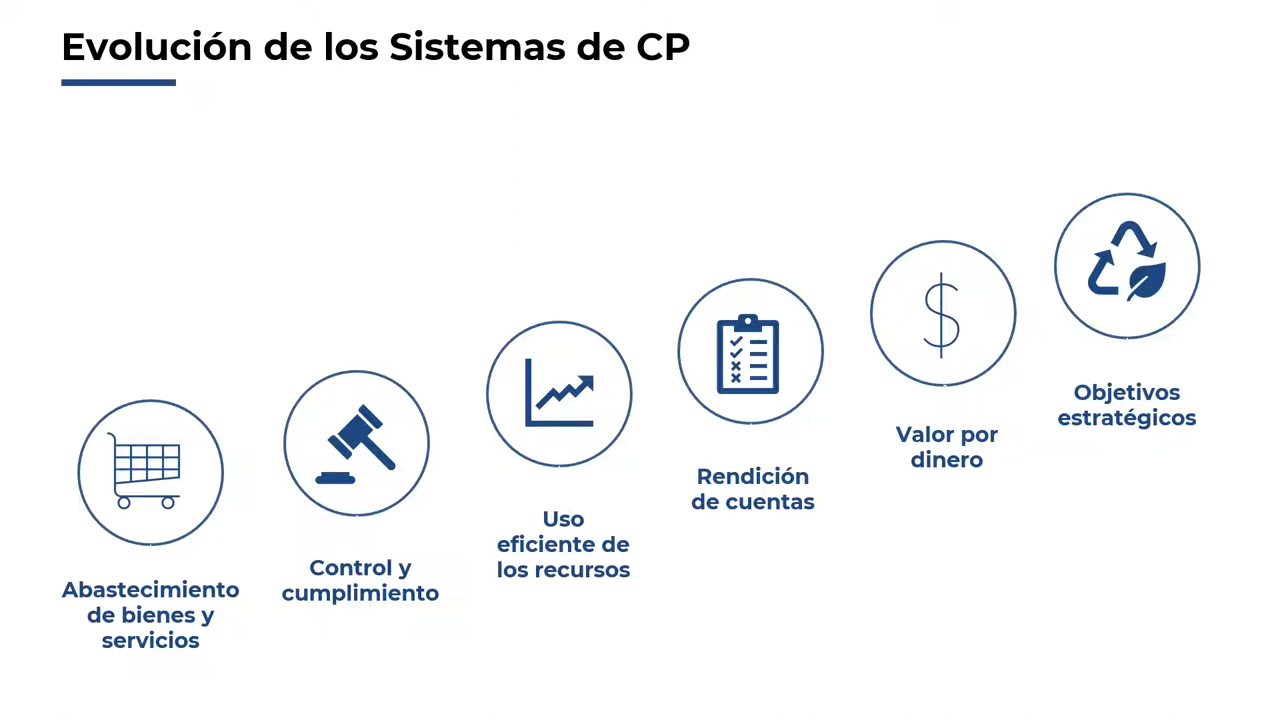 Evolución de los Sistemas de CP
Abastecimiento
de bienes y
servicios
Control y
cumplimiento
Uso
eficiente de
los recursos
Rendición
de cuentas
Valor por
dinero
Objetivos
estratégicos